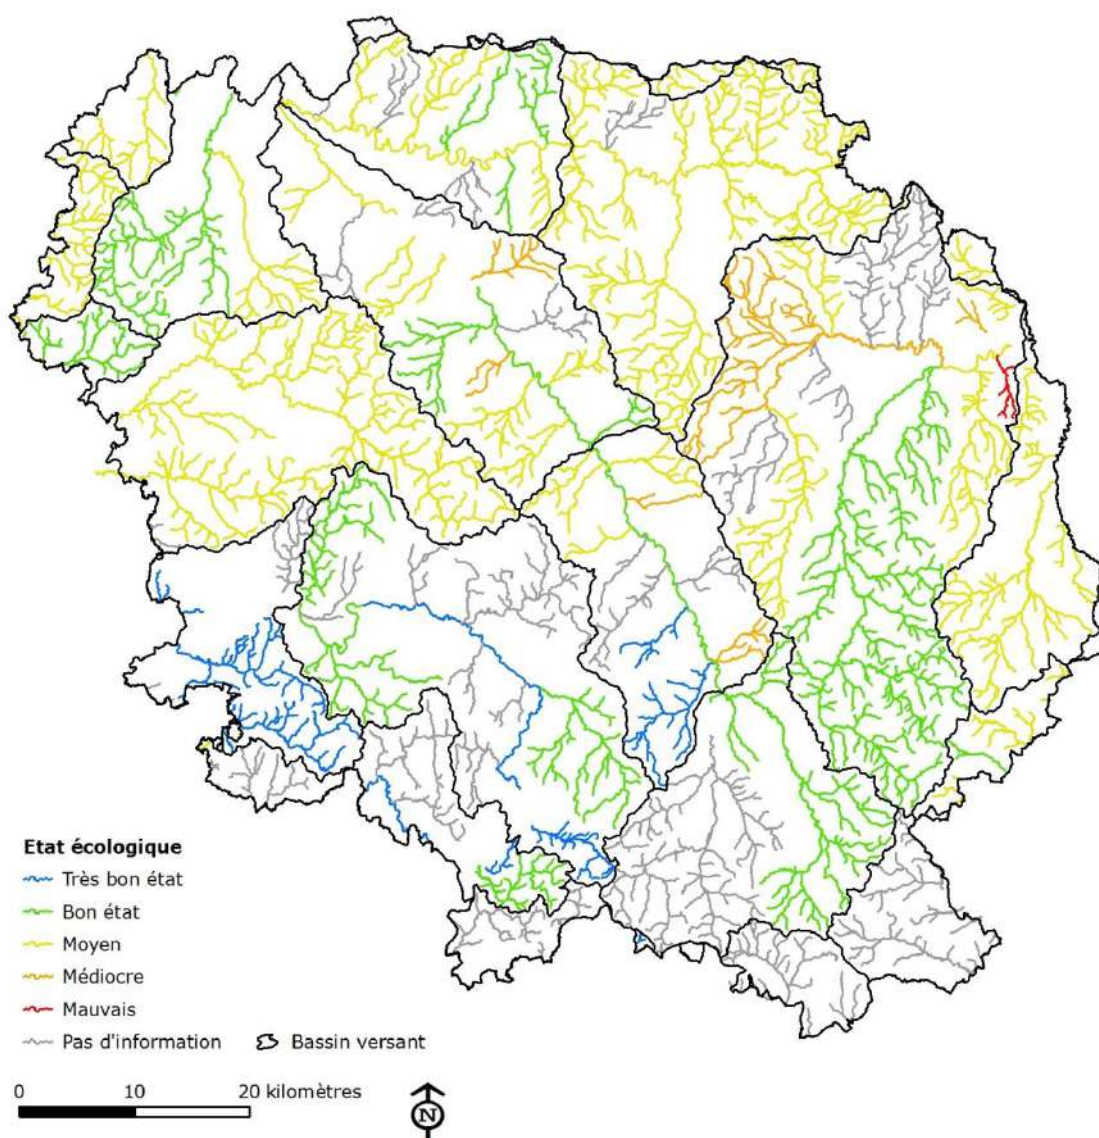 Etat écologique
Très bon état
Bon état
Moyen
Médiocre
Mauvais
Pas d'information Bassin versant
0 10 20 kilomètres
N